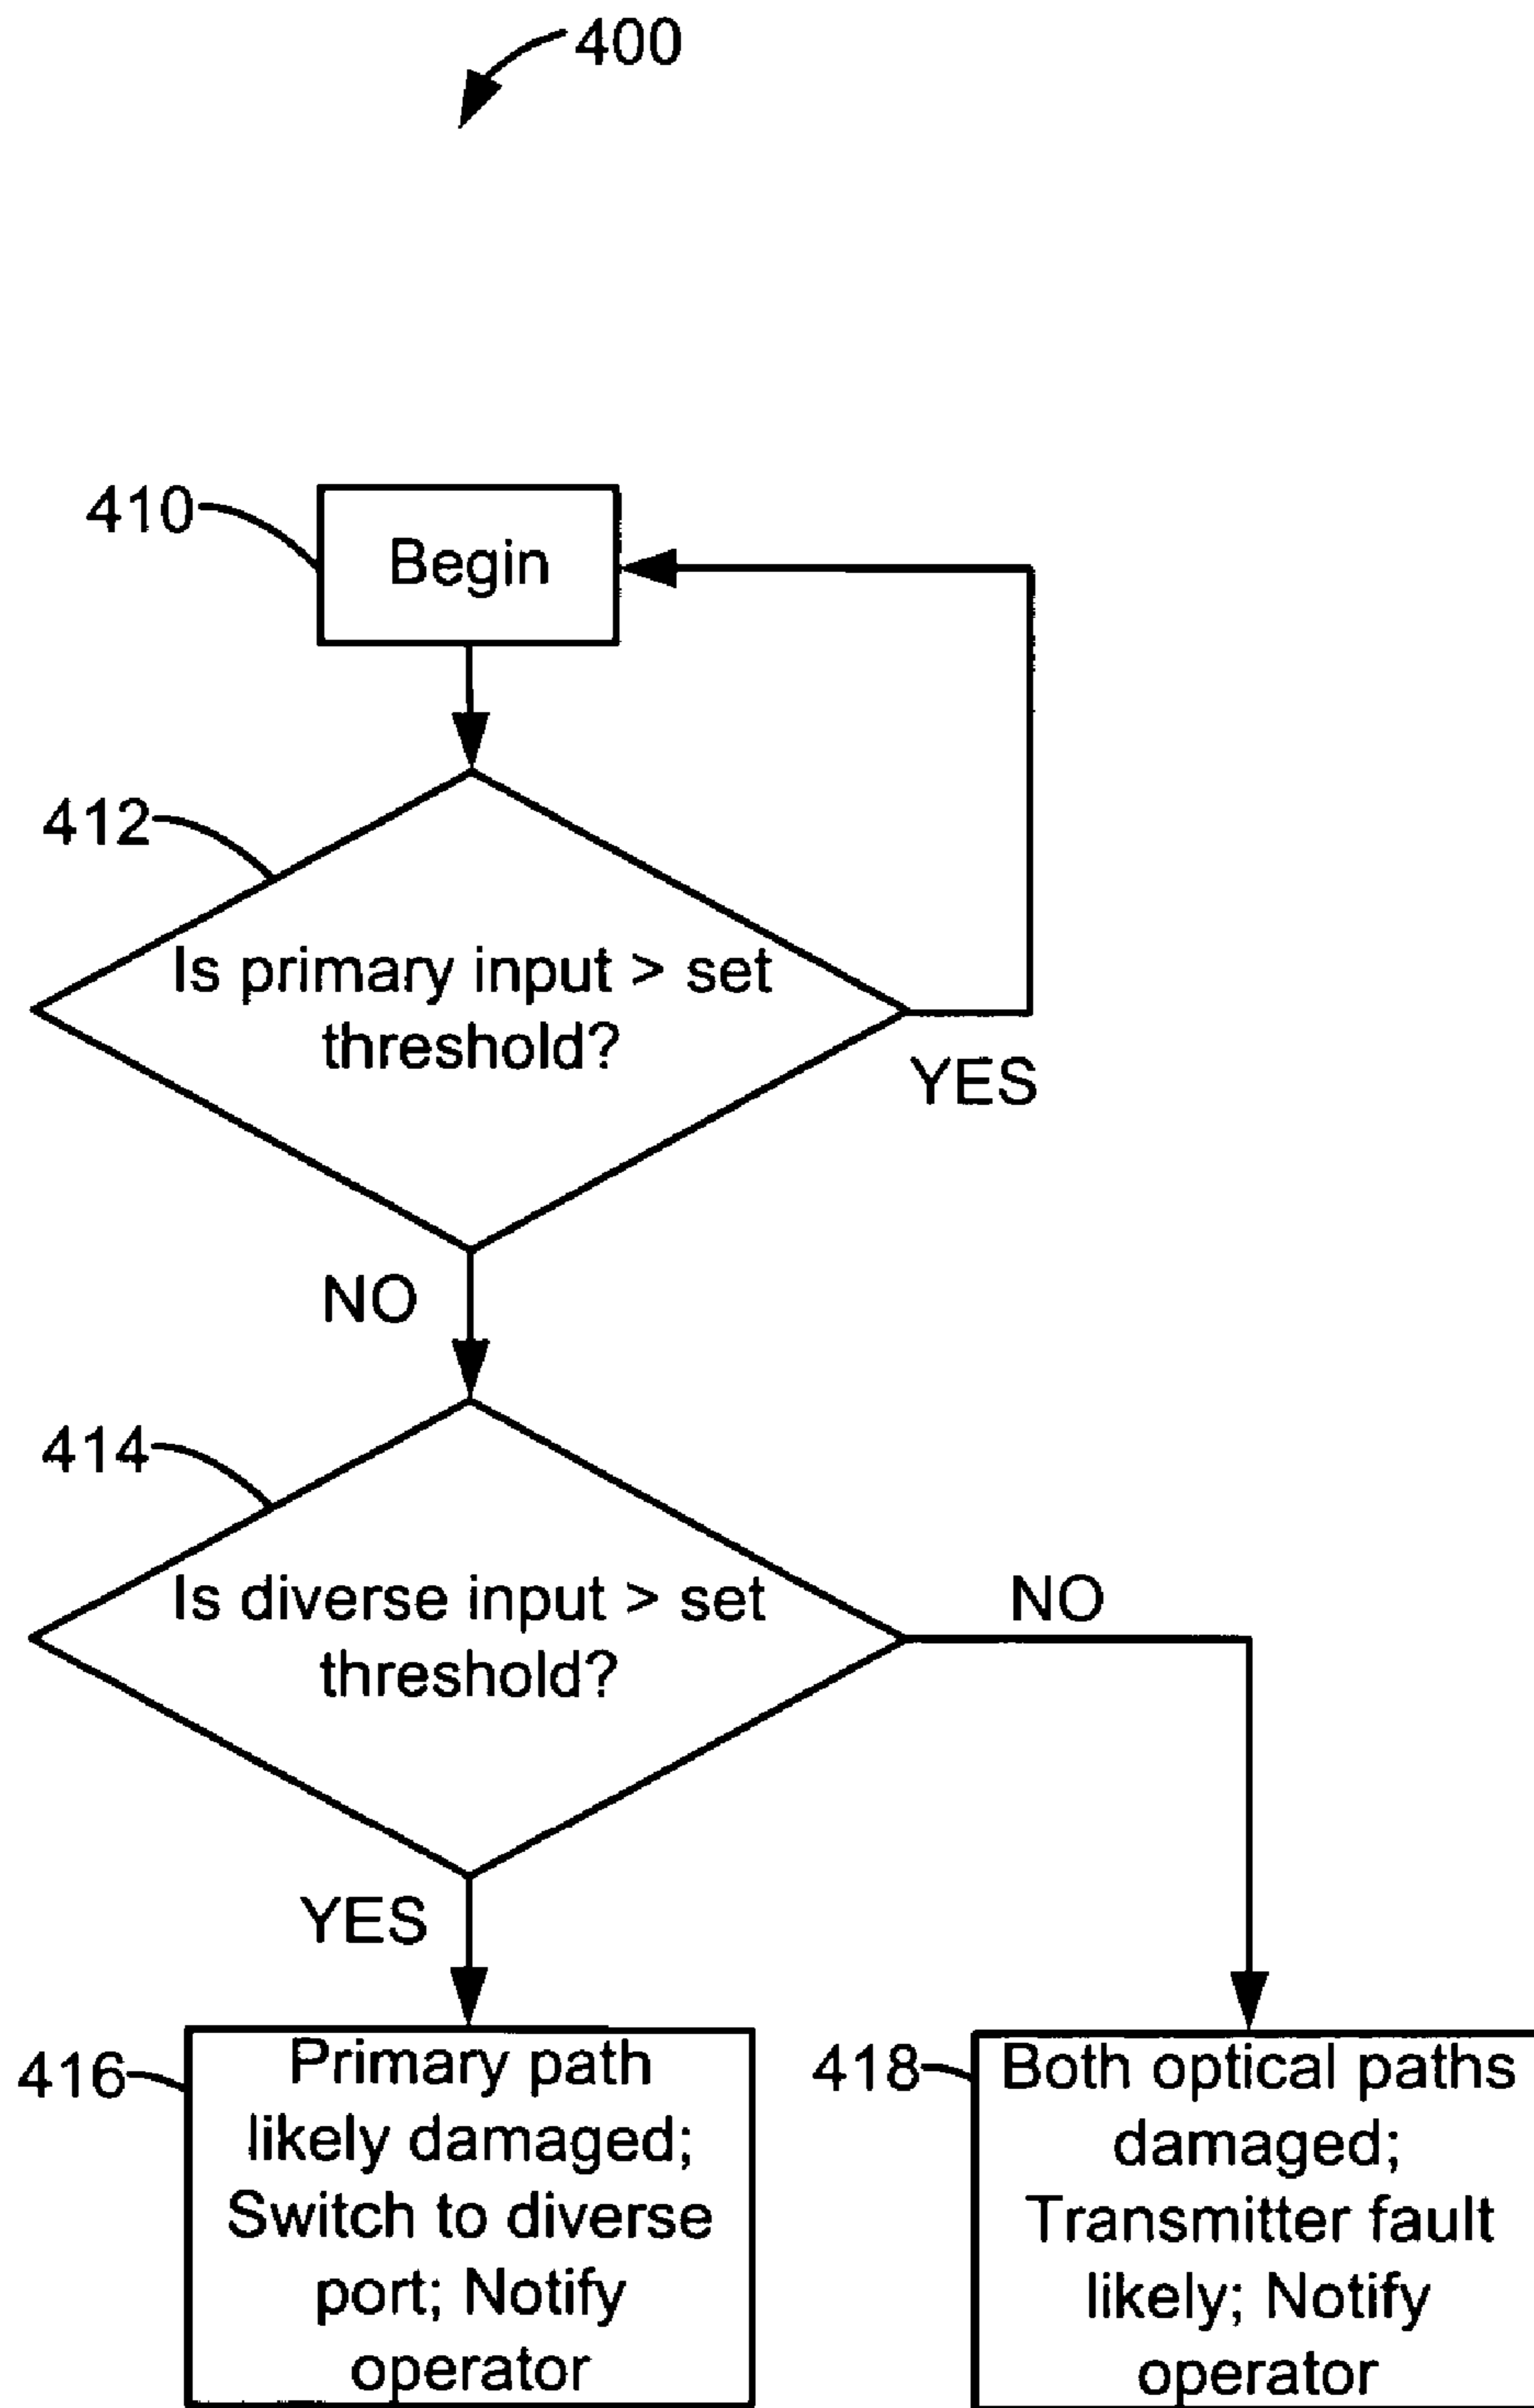 400
410
Begin
412
Is primary input > set
threshold?
YES
NO
414
Is diverse input > set
threshold?
NO
YES
416
Primary path
likely damaged;
Switch to diverse
port; Notify
operator
418
Both optical paths
damaged;
Transmitter fault
likely; Notify
operator